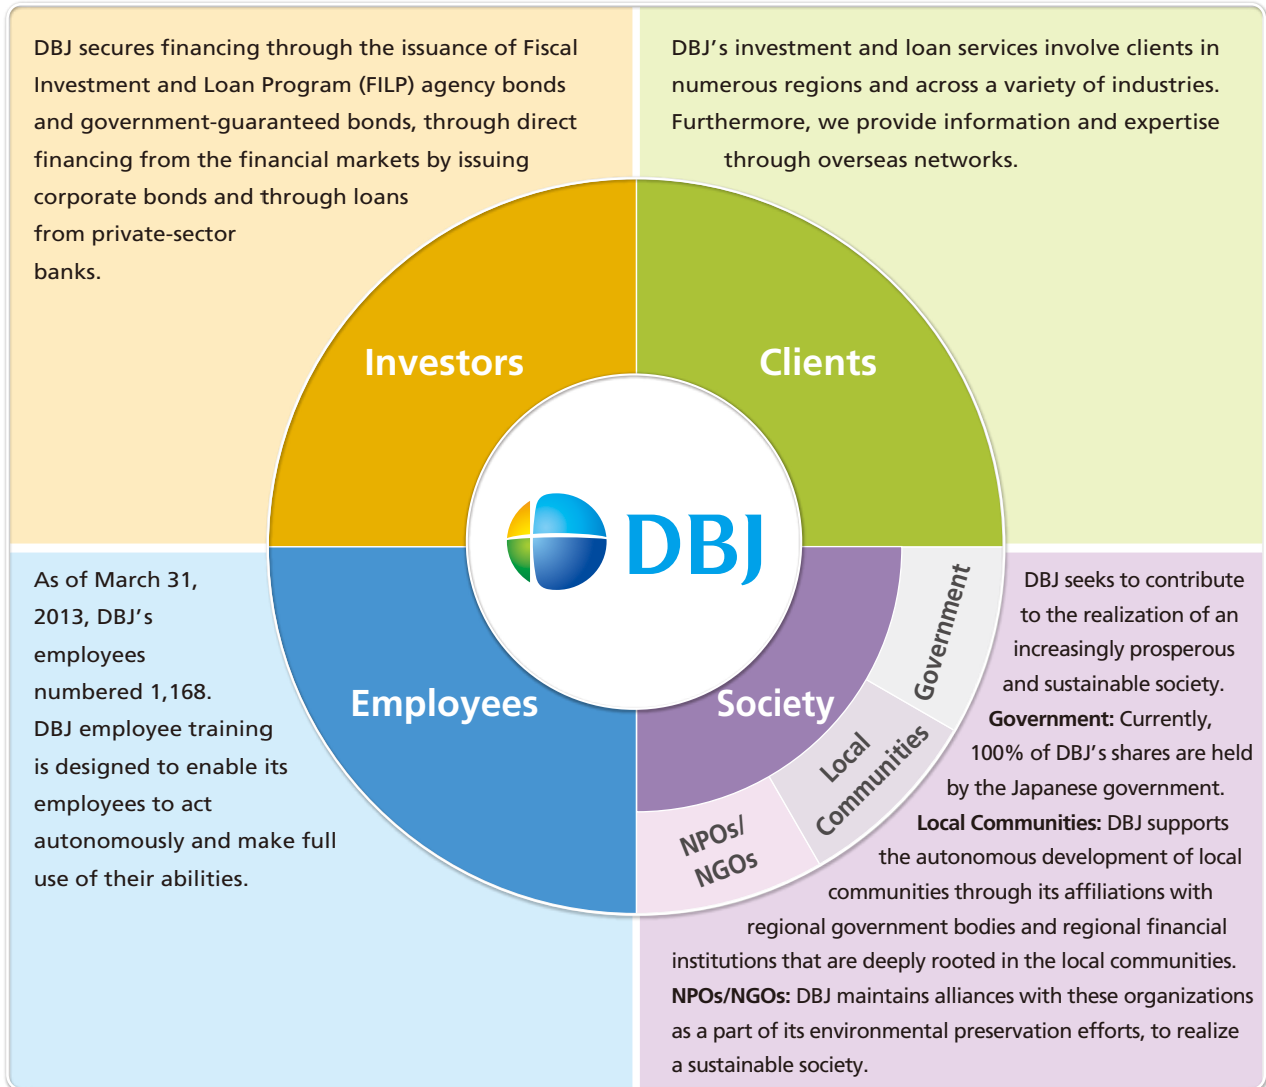 DBJ secures financing through the issuance of Fiscal
Investment and Loan Program (FILP) agency bonds
and government-guaranteed bonds, through direct
financing from the financial markets by issuing
corporate bonds and through loans
from private-sector
banks.
DBJ's investment and loan services involve clients in
numerous regions and across a variety of industries.
Furthermore, we provide information and expertise
through overseas networks.
Investors
Clients
DBJ
Employees
Society
Government
Local
Communities
NPOs/
NGOs
As of March 31,
2013, DBJ's
employees
numbered 1,168.
DBJ employee training
is designed to enable its
employees to act
autonomously and make full
use of their abilities.
DBJ seeks to contribute
to the realization of an
increasingly prosperous
and sustainable society.
Government: Currently,
100% of DBJ's shares are held
by the Japanese government.
Local Communities: DBJ supports
the autonomous development of local
communities through its affiliations with
regional government bodies and regional financial
institutions that are deeply rooted in the local communities.
NPOs/NGOs: DBJ maintains alliances with these organizations
as a part of its environmental preservation efforts, to realize
a sustainable society.